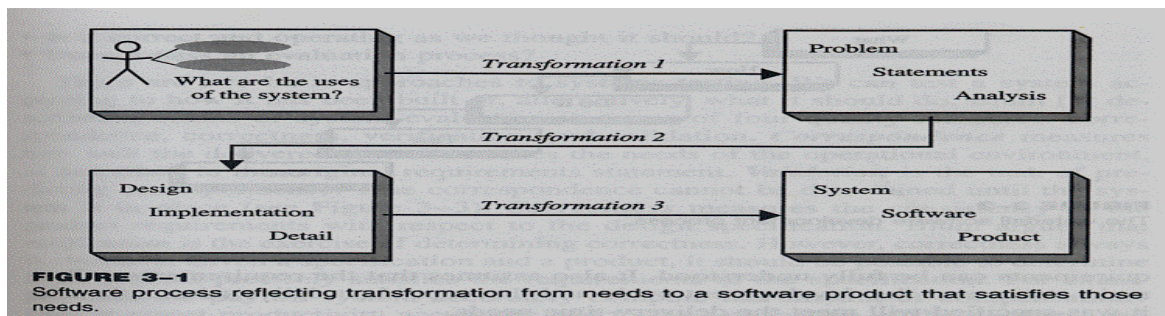 What are the uses
of the system?
Transformation 1
Problem
Statements
Analysis
Transformation 2
Design
Implementation
Detail
Transformation 3
System
Software
Product
FIGURE 3–1
Software process reflecting transformation from needs to a software product that satisfies those
needs.